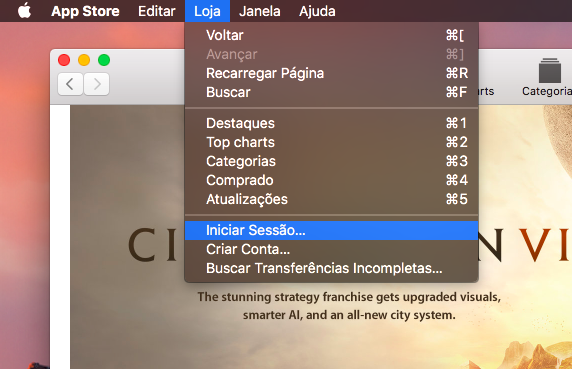 App Store Editar Loja Janela Ajuda
Voltar ⌘[
Avançar ⌘]
Recarregar Página ⌘R
Buscar ⌘F
Destaques ⌘1
Top charts ⌘2
Categorias ⌘3
Comprado ⌘4
Atualizações ⌘5
Iniciar Sessão...
Criar Conta...
Buscar Transferências Incompletas...
arts Categoria
CI N VI
The stunning strategy franchise gets upgraded visuals,
smarter AI, and an all-new city system.